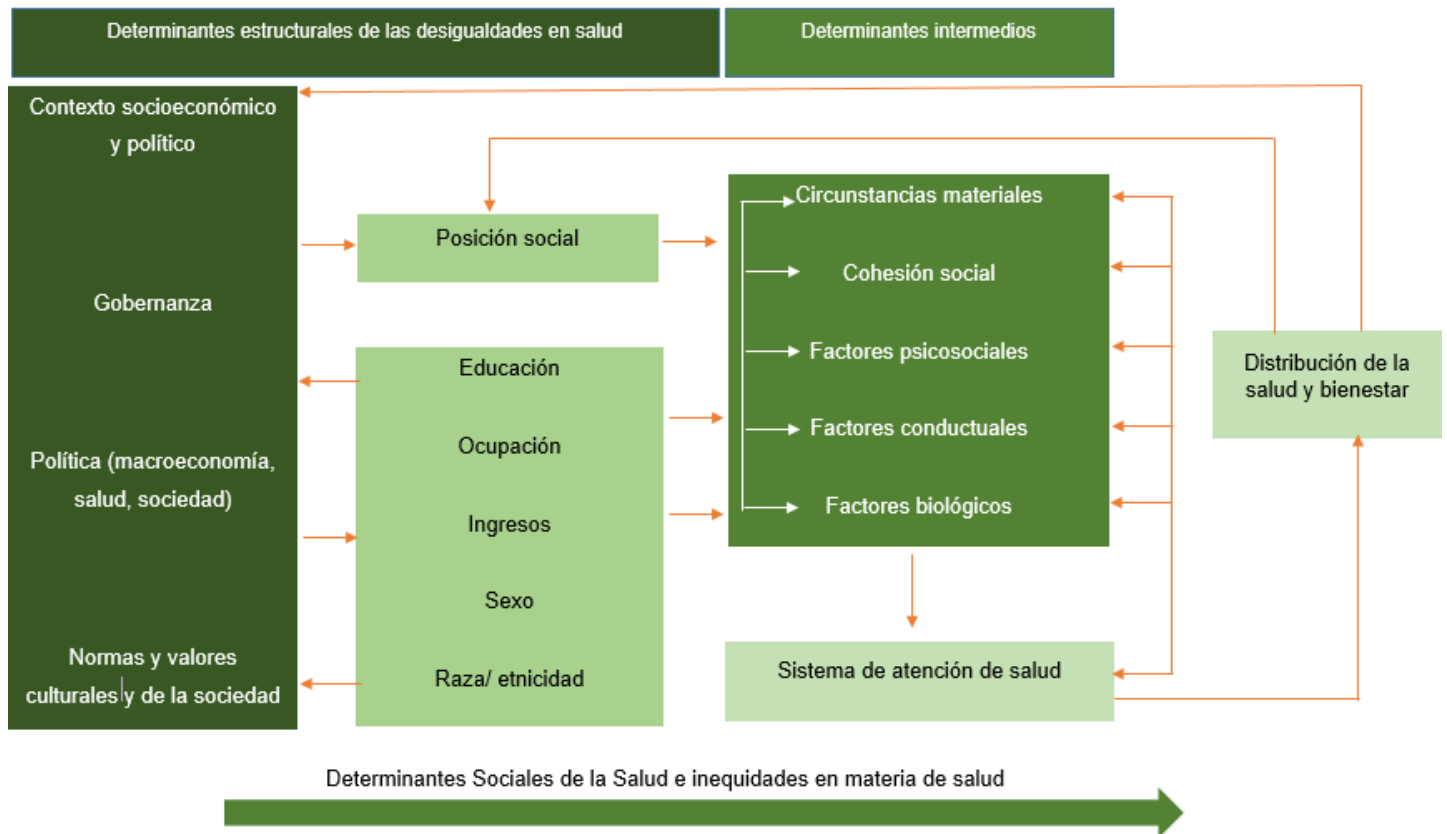 Determinantes estructurales de las desigualdades en salud
Determinantes intermedios
Contexto socioeconómico
y político
Gobernanza
Política (macroeconomía,
salud, sociedad)
Normas y valores
culturales y de la sociedad
Posición social
Educación
Ocupación
Ingresos
Sexo
Raza/ etnicidad
Circunstancias materiales
Cohesión social
Factores psicosociales
Factores conductuales
Factores biológicos
Sistema de atención de salud
Distribución de la
salud y bienestar
Determinantes Sociales de la Salud e inequidades en materia de salud